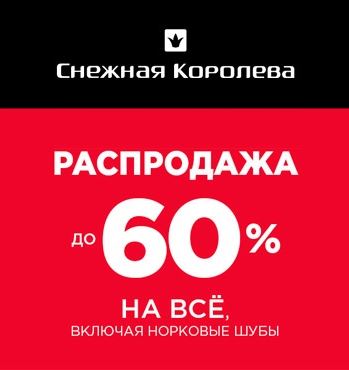 Снежная Королева
РАСПРОДАЖА
ДО 60%
НА ВСЁ,
ВКЛЮЧАЯ НОРКОВЫЕ ШУБЫ